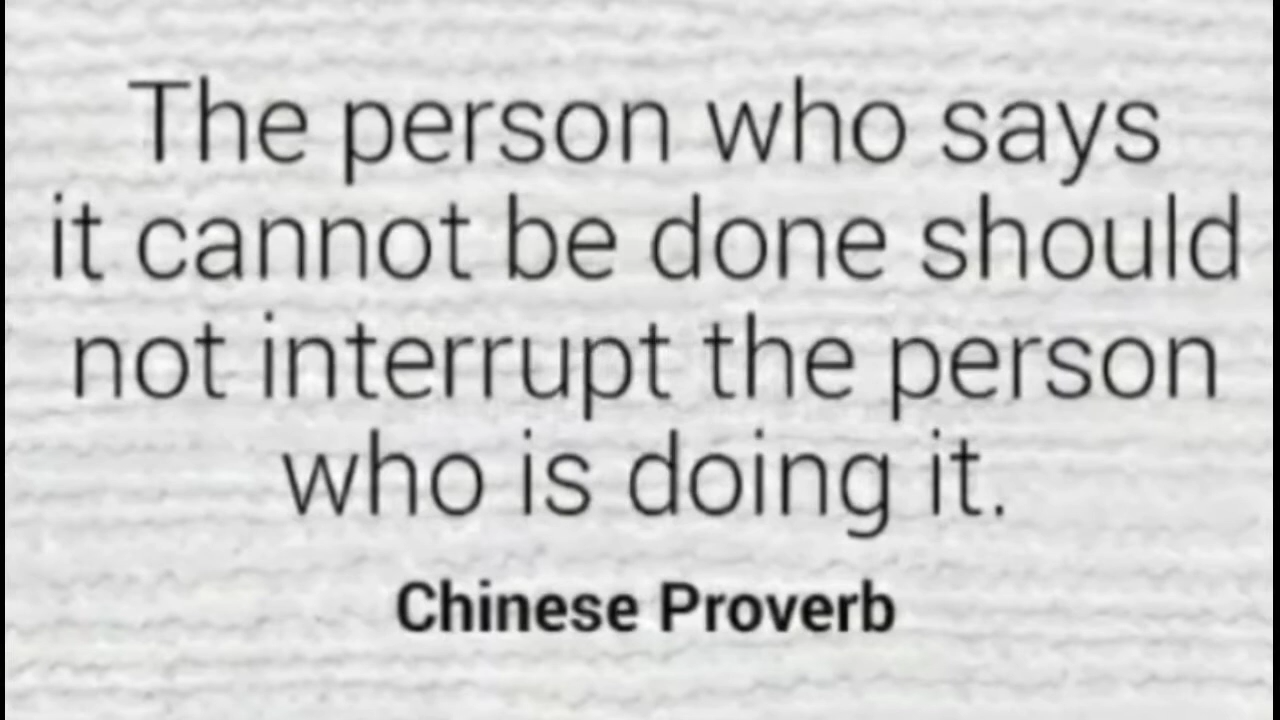 The person who says
it cannot be done should
not interrupt the person
who is doing it.
Chinese Proverb